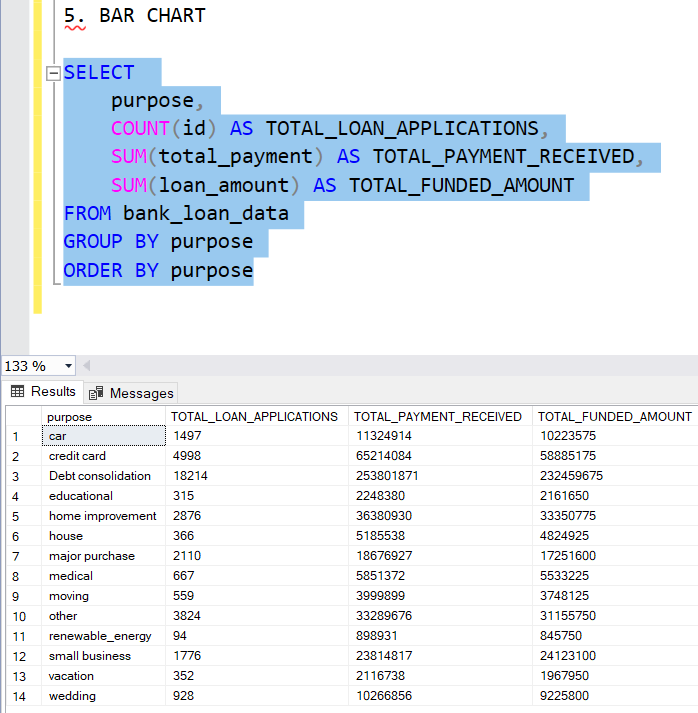 5. BAR CHART
SELECT
purpose,
COUNT(id) AS TOTAL_LOAN_APPLICATIONS,
SUM(total_payment) AS TOTAL_PAYMENT_RECEIVED,
SUM(loan_amount) AS TOTAL_FUNDED_AMOUNT
FROM bank_loan_data
GROUP BY purpose
ORDER BY purpose
133 %
Results Messages
purpose TOTAL_LOAN_APPLICATIONS TOTAL_PAYMENT_RECEIVED TOTAL_FUNDED_AMOUNT
1 car 1497 11324914 10223575
2 credit card 4998 65214084 58885175
3 Debt consolidation 18214 253801871 232459675
4 educational 315 2248380 2161650
5 home improvement 2876 36380930 33350775
6 house 366 5185538 4824925
7 major purchase 2110 18676927 17251600
8 medical 667 5851372 5533225
9 moving 559 3999899 3748125
10 other 3824 33289676 31155750
11 renewable_energy 94 898931 845750
12 small business 1776 23814817 24123100
13 vacation 352 2116738 1967950
14 wedding 928 10266856 9225800